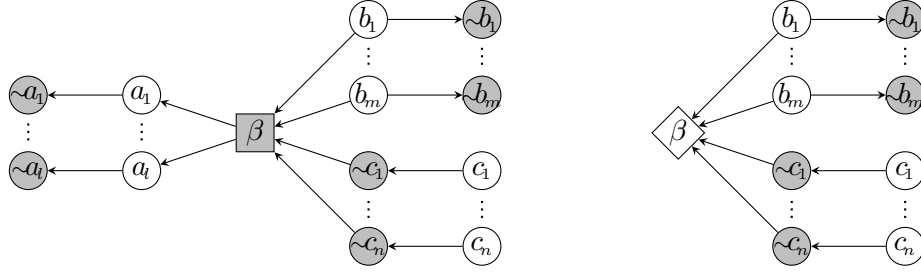 b₁ ~b₁ b₁ ~b₁
⋮ ⋮ ⋮ ⋮
~a₁ a₁ bₘ ~bₘ bₘ ~bₘ
⋮ ⋮ β β
~aₗ aₗ ~c₁ c₁ ~c₁ c₁
⋮ ⋮ ⋮ ⋮
~cₙ cₙ ~cₙ cₙ